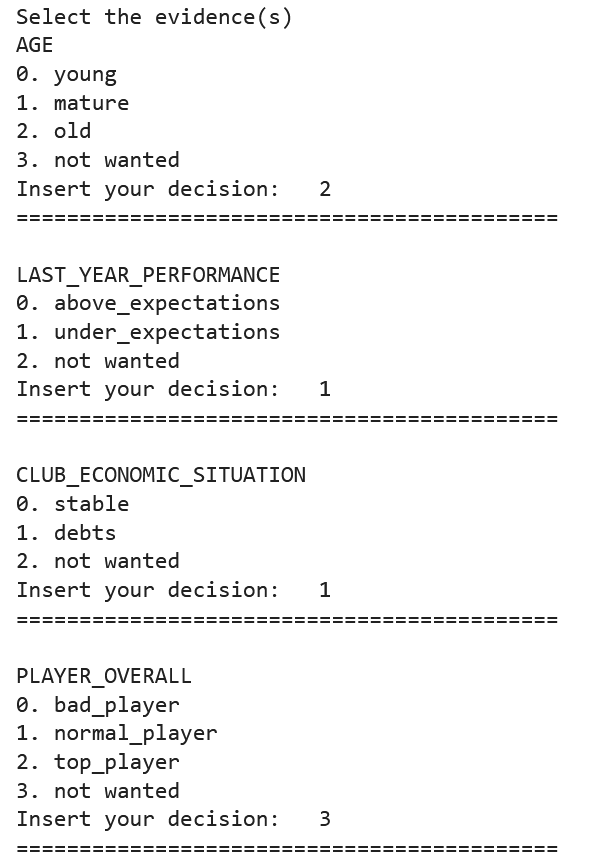 Select the evidence(s)
AGE
0. young
1. mature
2. old
3. not wanted
Insert your decision:   2
===========================================
LAST_YEAR_PERFORMANCE
0. above_expectations
1. under_expectations
2. not wanted
Insert your decision:   1
===========================================
CLUB_ECONOMIC_SITUATION
0. stable
1. debts
2. not wanted
Insert your decision:   1
===========================================
PLAYER_OVERALL
0. bad_player
1. normal_player
2. top_player
3. not wanted
Insert your decision:   3
===========================================